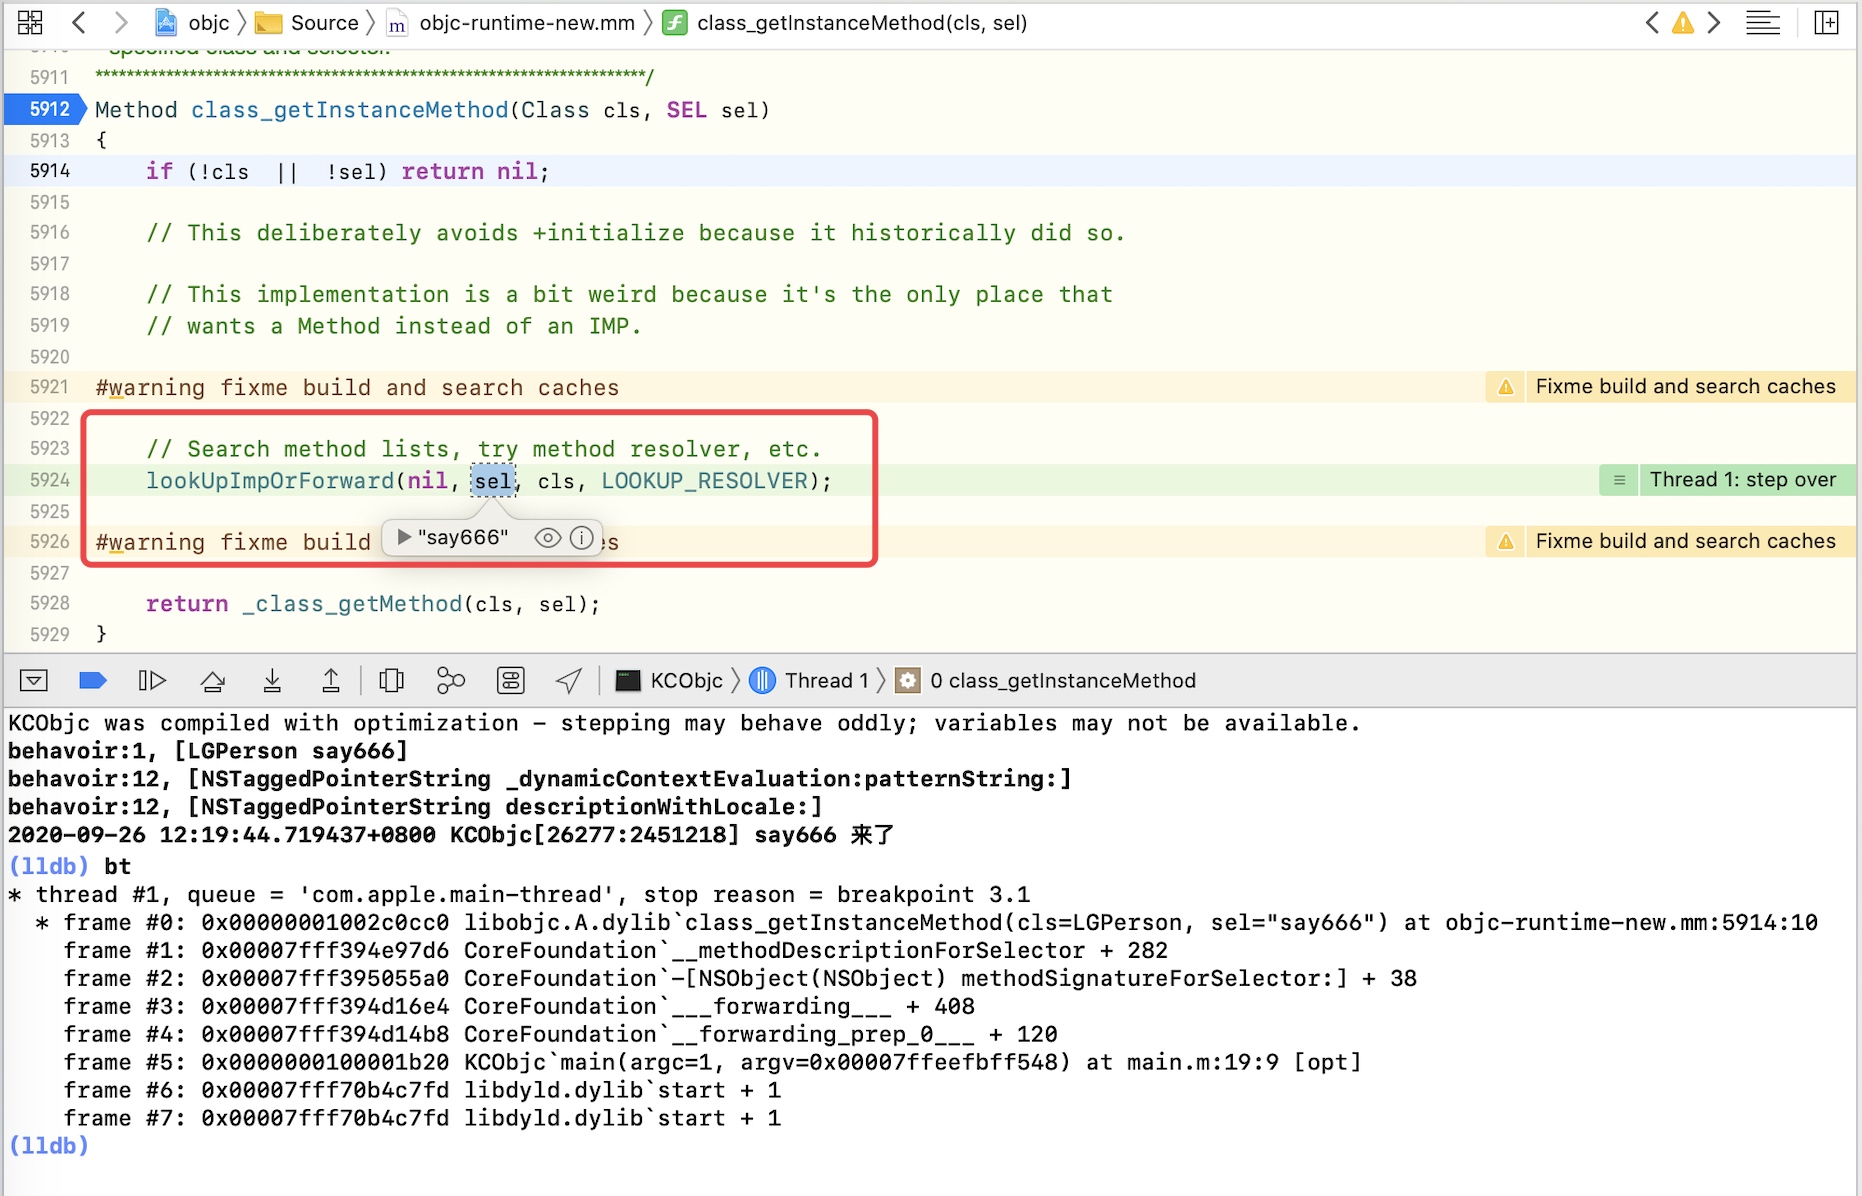 objc 〉 Source 〉 objc-runtime-new.mm 〉 class_getInstanceMethod(cls, sel)
specified class and selector.
5911 **********************************************************************/
5912 Method class_getInstanceMethod(Class cls, SEL sel)
5913 {
5914     if (!cls  ||  !sel) return nil;
5915
5916     // This deliberately avoids +initialize because it historically did so.
5917
5918     // This implementation is a bit weird because it's the only place that
5919     // wants a Method instead of an IMP.
5920
5921 #warning fixme build and search caches    Fixme build and search caches
5922
5923     // Search method lists, try method resolver, etc.
5924     lookUpImpOrForward(nil, sel, cls, LOOKUP_RESOLVER);    Thread 1: step over
5925
5926 #warning fixme build    Fixme build and search caches
"say666"
5927
5928     return _class_getMethod(cls, sel);
5929 }
KCObjc 〉 Thread 1 〉 0 class_getInstanceMethod
KCObjc was compiled with optimization - stepping may behave oddly; variables may not be available.
behavoir:1, [LGPerson say666]
behavoir:12, [NSTaggedPointerString _dynamicContextEvaluation:patternString:]
behavoir:12, [NSTaggedPointerString descriptionWithLocale:]
2020-09-26 12:19:44.719437+0800 KCObjc[26277:2451218] say666 来了
(lldb) bt
* thread #1, queue = 'com.apple.main-thread', stop reason = breakpoint 3.1
  * frame #0: 0x00000001002c0cc0 libobjc.A.dylib`class_getInstanceMethod(cls=LGPerson, sel="say666") at objc-runtime-new.mm:5914:10
    frame #1: 0x00007fff394e97d6 CoreFoundation`__methodDescriptionForSelector + 282
    frame #2: 0x00007fff395055a0 CoreFoundation`-[NSObject(NSObject) methodSignatureForSelector:] + 38
    frame #3: 0x00007fff394d16e4 CoreFoundation`___forwarding___ + 408
    frame #4: 0x00007fff394d14b8 CoreFoundation`__forwarding_prep_0___ + 120
    frame #5: 0x0000000100001b20 KCObjc`main(argc=1, argv=0x00007ffeefbff548) at main.m:19:9 [opt]
    frame #6: 0x00007fff70b4c7fd libdyld.dylib`start + 1
    frame #7: 0x00007fff70b4c7fd libdyld.dylib`start + 1
(lldb)